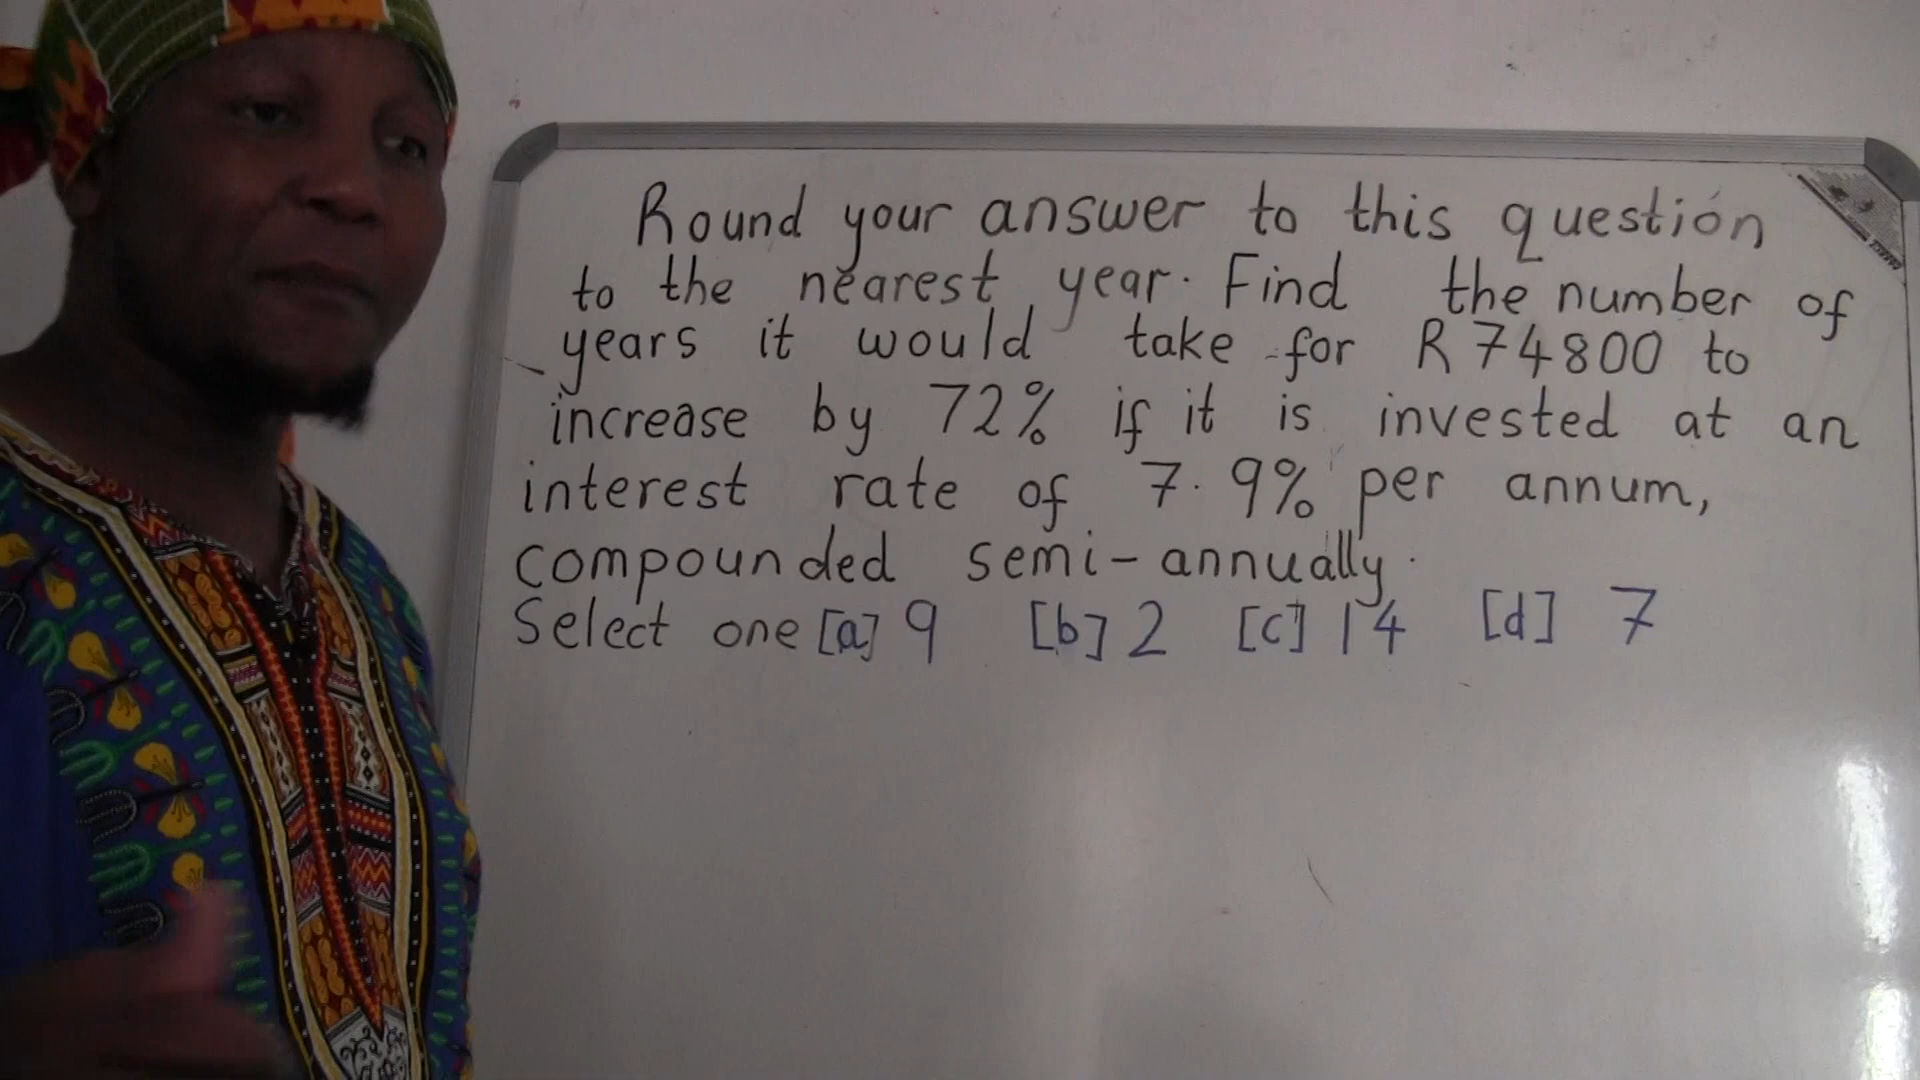 Round your answer to this question
to the nearest year. Find the number of
years it would take for R74800 to
increase by 72% if it is invested at an
interest rate of 7.9% per annum,
compounded semi-annually.
Select one [a] 9 [b] 2 [c] 14 [d] 7